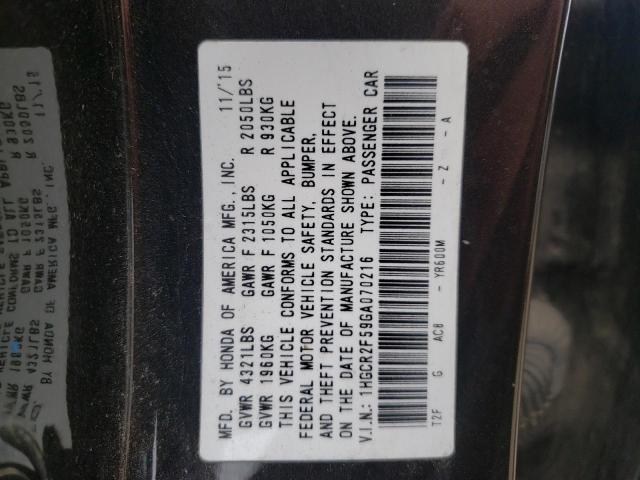 MFD. BY HONDA OF AMERICA MFG., INC. 11/'15
GVWR 4321LBS GAWR F 2315LBS R 2050LBS
GVWR 1960KG GAWR F 1050KG R 930KG
THIS VEHICLE CONFORMS TO ALL APPLICABLE
FEDERAL MOTOR VEHICLE SAFETY, BUMPER,
AND THEFT PREVENTION STANDARDS IN EFFECT
ON THE DATE OF MANUFACTURE SHOWN ABOVE.
V.I.N.: 1HGCR2F59GA070216 TYPE: PASSENGER CAR
T2F G AC8 - YR600M - Z - A